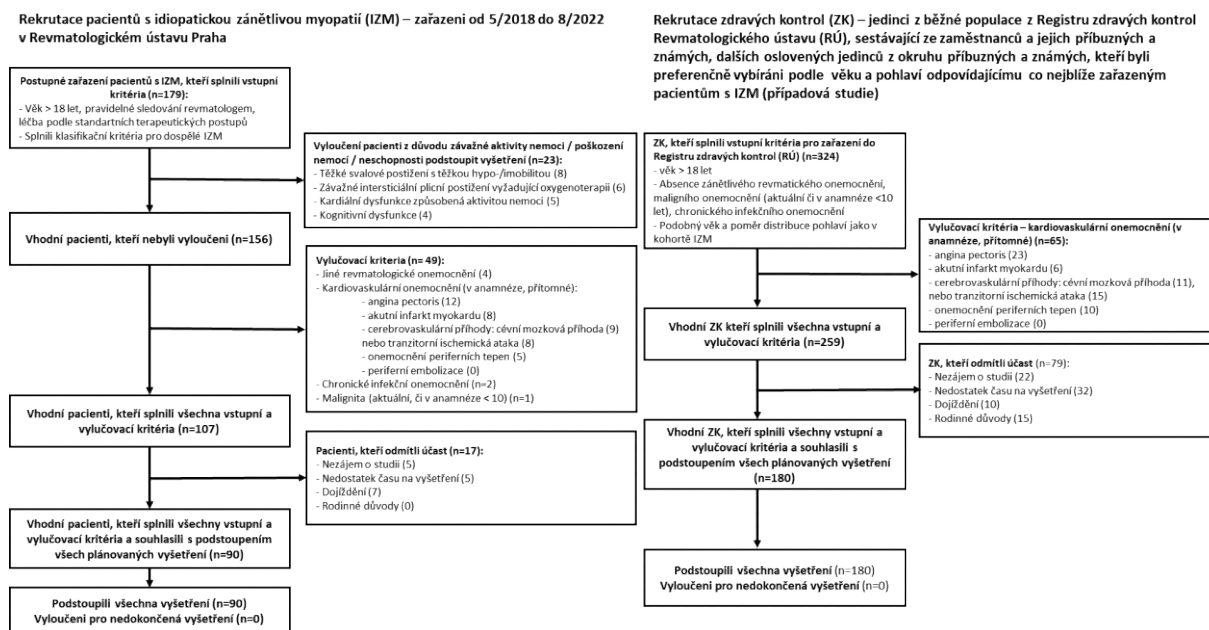 Rekrutace pacientů s idiopatickou zánětlivou myopatií (IZM) – zařazeni od 5/2018 do 8/2022
v Revmatologickém ústavu Praha
Postupné zařazení pacientů s IZM, kteří splnili vstupní
kritéria (n=179):
- Věk > 18 let, pravidelné sledování revmatologem,
léčba podle standartních terapeutických postupů
- Splnili klasifikační kritéria pro dospělé IZM
Vyloučení pacienti z důvodu závažné aktivity nemoci / poškození
nemocí / neschopnosti podstoupit vyšetření (n=23):
- Těžké svalové postižení s těžkou hypo-/imobilitou (8)
- Závažné intersticiální plicní postižení vyžadující oxygenoterapii (6)
- Kardiální dysfunkce způsobená aktivitou nemoci (5)
- Kognitivní dysfunkce (4)
Vhodní pacienti, kteří nebyli vyloučeni (n=156)
Vylučovací kriteria (n= 49):
- Jiné revmatologické onemocnění (4)
- Kardiovaskulární onemocnění (v anamnéze, přítomné):
- angina pectoris (12)
- akutní infarkt myokardu (8)
- cerebrovaskulární příhody: cévní mozková příhoda (9)
nebo tranzitorní ischemická ataka (8)
- onemocnění periferních tepen (5)
- periferní embolizace (0)
- Chronické infekční onemocnění (n=2)
- Malignita (aktuální, či v anamnéze < 10) (n=1)
Vhodní pacienti, kteří splnili všechna vstupní a
vylučovací kritéria (n=107)
Pacienti, kteří odmítli účast (n=17):
- Nezájem o studii (5)
- Nedostatek času na vyšetření (5)
- Dojíždění (7)
- Rodinné důvody (0)
Vhodní pacienti, kteří splnili všechny vstupní a
vylučovací kritéria a souhlasili s podstoupením
všech plánovaných vyšetření (n=90)
Podstoupili všechna vyšetření (n=90)
Vyloučeni pro nedokončená vyšetření (n=0)
Rekrutace zdravých kontrol (ZK) – jedinci z běžné populace z Registru zdravých kontrol
Revmatologického ústavu (RÚ), sestávající ze zaměstnanců a jejich příbuzných a
známých, dalších oslovených jedinců z okruhu příbuzných a známých, kteří byli
preferenčně vybíráni podle věku a pohlaví odpovídajícímu co nejblíže zařazeným
pacientům s IZM (případová studie)
ZK, kteří splnili vstupní kritéria pro zařazení do
Registru zdravých kontrol (RÚ) (n=324)
- věk > 18 let
- Absence zánětlivého revmatického onemocnění,
maligního onemocnění (aktuální či v anamnéze <10
let), chronického infekčního onemocnění
- Podobný věk a poměr distribuce pohlaví jako v
kohortě IZM
Vylučovací kritéria – kardiovaskulární onemocnění (v
anamnéze, přítomné) (n=65):
- angina pectoris (23)
- akutní infarkt myokardu (6)
- cerebrovaskulární příhody: cévní mozková příhoda (11),
nebo tranzitorní ischemická ataka (15)
- onemocnění periferních tepen (10)
- periferní embolizace (0)
Vhodní ZK kteří splnili všechna vstupní a
vylučovací kritéria (n=259)
ZK, kteří odmítli účast (n=79):
- Nezájem o studii (22)
- Nedostatek času na vyšetření (32)
- Dojíždění (10)
- Rodinné důvody (15)
Vhodní ZK, kteří splnili všechny vstupní a
vylučovací kritéria a souhlasili s
podstoupením všech plánovaných vyšetření
(n=180)
Podstoupili všechna vyšetření (n=180)
Vyloučeni pro nedokončená vyšetření (n=0)